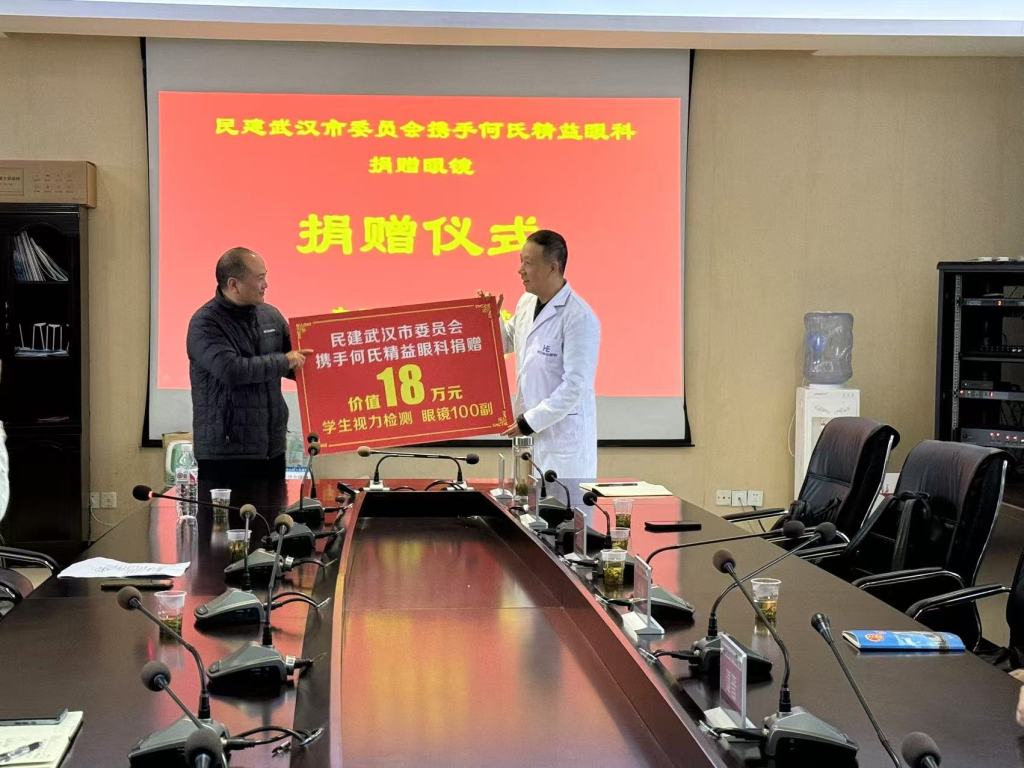 民建武汉市委员会携手何氏精益眼科
捐赠眼镜
捐赠仪式
民建武汉市委员会
携手何氏精益眼科捐赠
价值18万元
学生视力检测 眼镜100副
HE